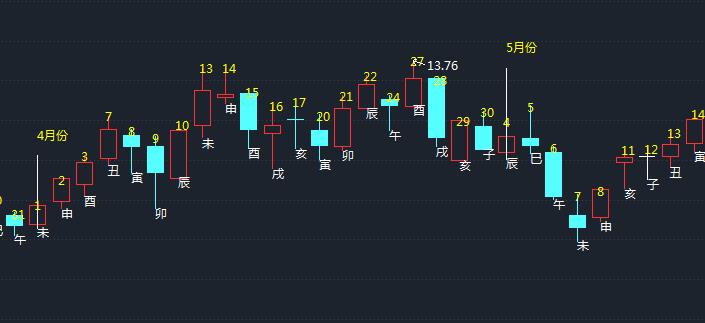 5月份
27
13.76
13
14
22
28
15
21
24
16
17
5
14
7
20
30
10
29
4
13
4月份
8
9
申
辰
酉
子
6
11
12
寅
3
未
酉
亥
午
戌
辰
巳
丑
2
丑
寅
戌
寅
卯
亥
子
1
申
酉
卯
辰
7
8
亥
31
午
未
午
申
未